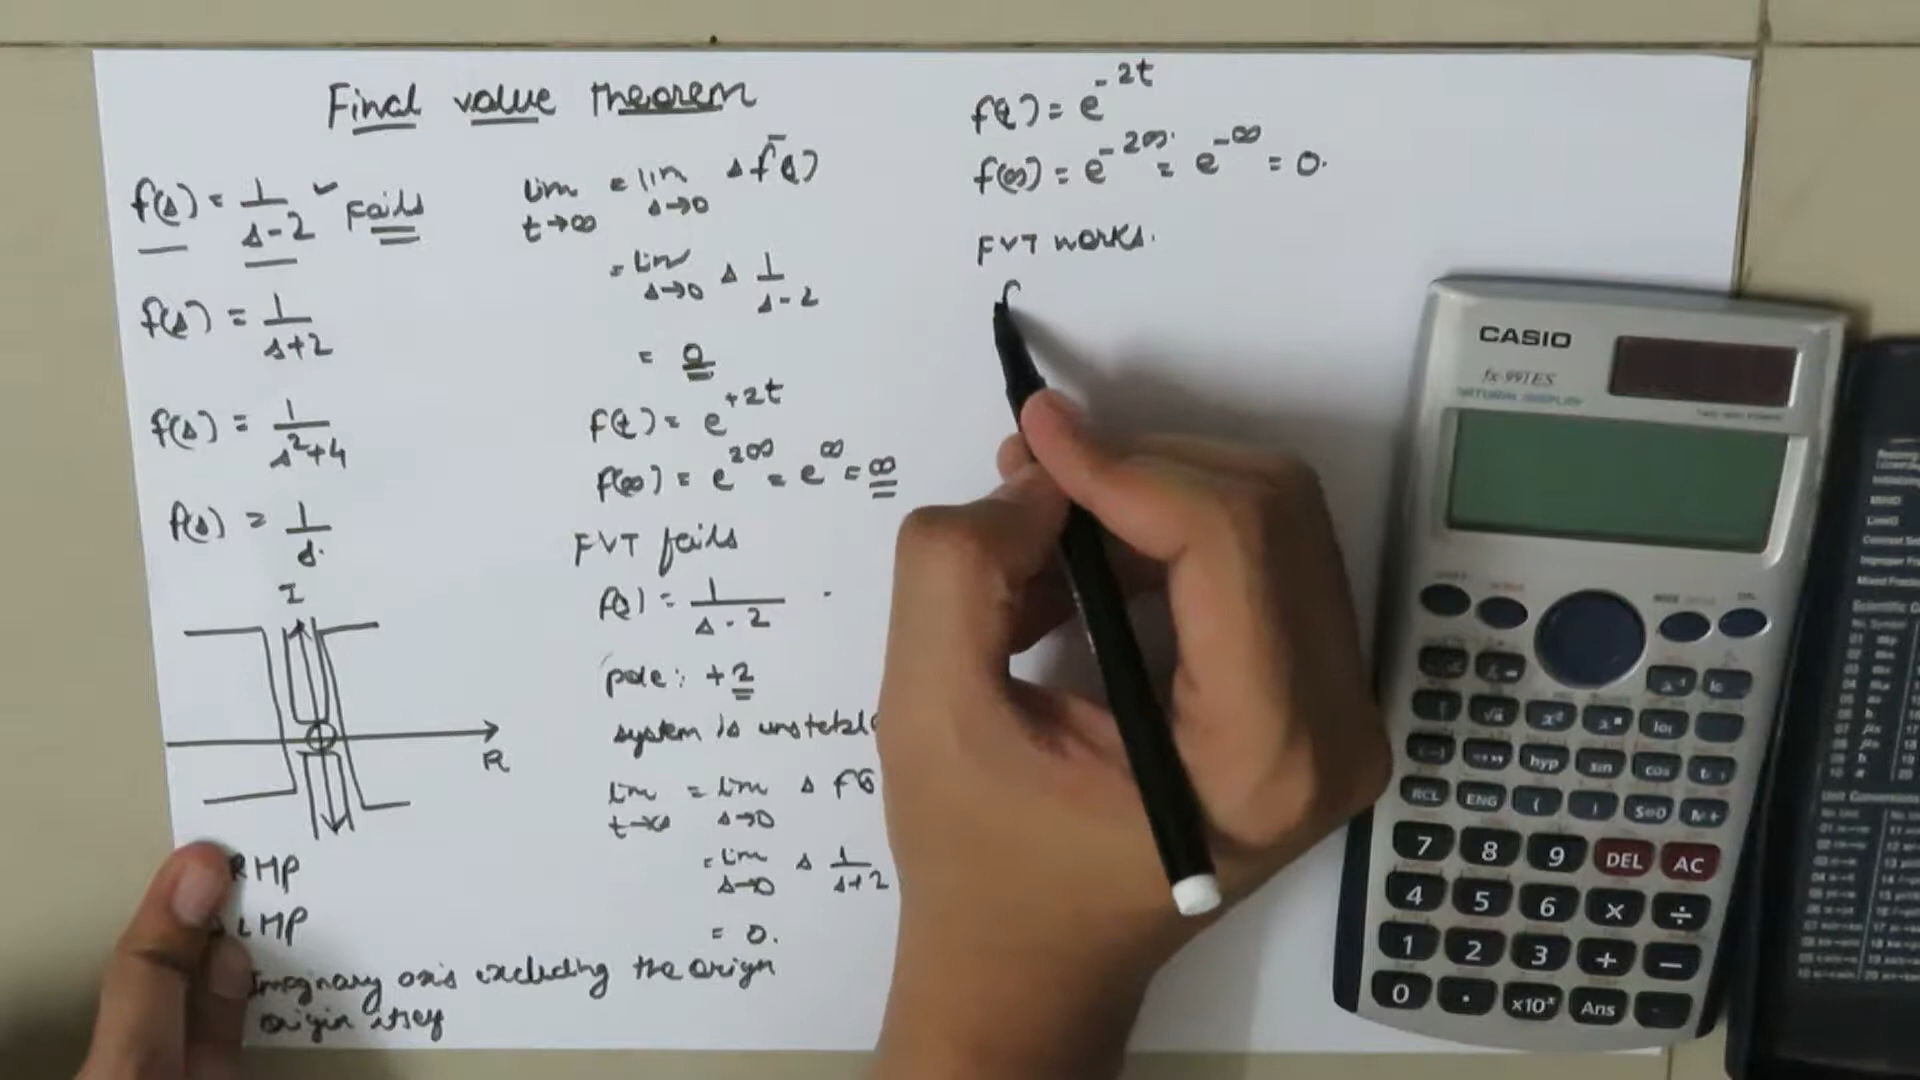 Final value theorem
f(s) = 1/(s-2) ✓ Fails
f(s) = 1/(s+2)
f(s) = 1/(s²+4)
f(s) = 1/s.
I
R
RHP
LHP
Imaginary axis excluding the origin
origin itself
lim t→∞ = lim s→0 s f̄(s)
= lim s→0 s 1/(s-2)
= 0
f(t) = e^{+2t}
f(∞) = e^{2∞} = e^∞ = ∞
FVT fails
f(s) = 1/(s-2)
pole: +2
system is unstable
lim t→∞ = lim s→0 s f(s
= lim s→0 s 1/(s+2
= 0.
f(t) = e^{-2t}
f(∞) = e^{-2∞} = e^{-∞} = 0.
FVT works.
CASIO
fx-991ES
NATURAL DISPLAY
hyp sin cos
RCL ENG ( ) S⇔D M+
7 8 9 DEL AC
4 5 6 × ÷
1 2 3 + −
0 · ×10ˣ Ans